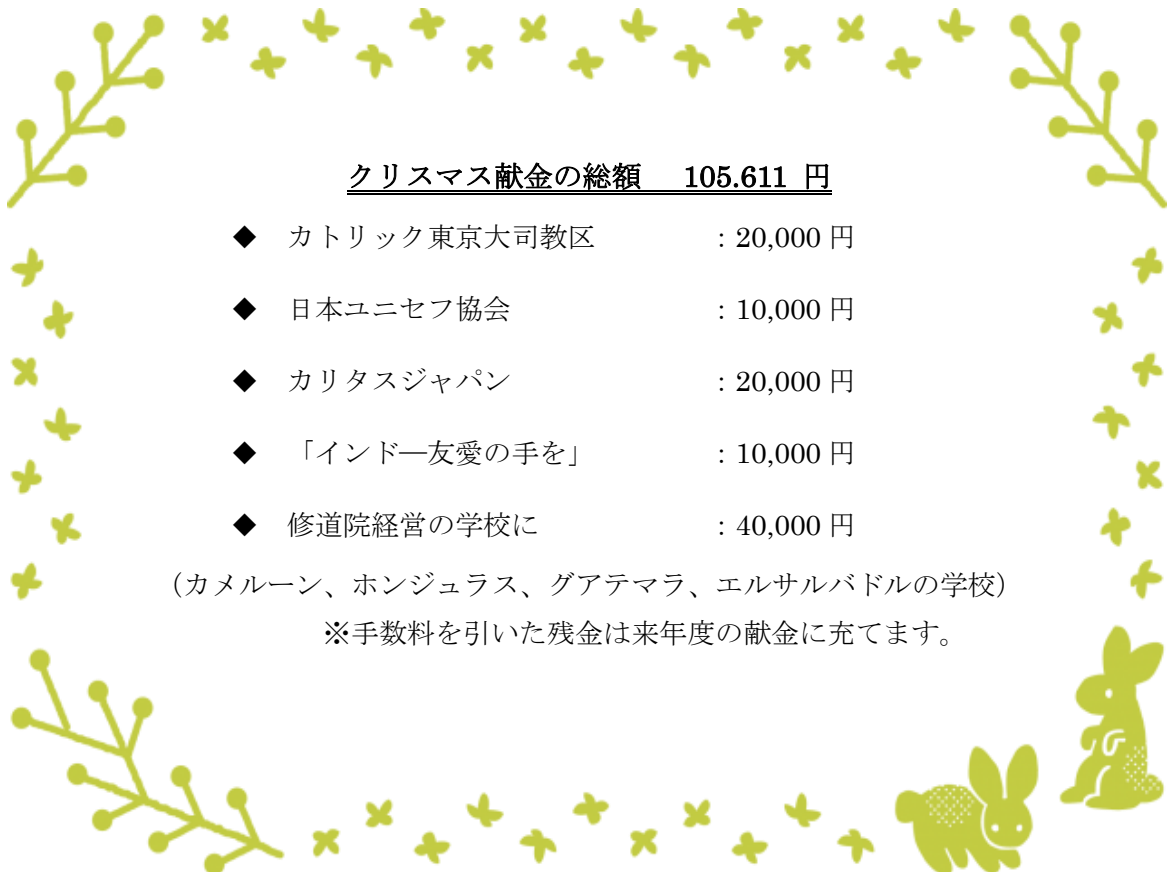 クリスマス献金の総額　105.611 円
◆ カトリック東京大司教区 : 20,000 円
◆ 日本ユニセフ協会 : 10,000 円
◆ カリタスジャパン : 20,000 円
◆ 「インド―友愛の手を」 : 10,000 円
◆ 修道院経営の学校に : 40,000 円
（カメルーン、ホンジュラス、グアテマラ、エルサルバドルの学校）
※手数料を引いた残金は来年度の献金に充てます。